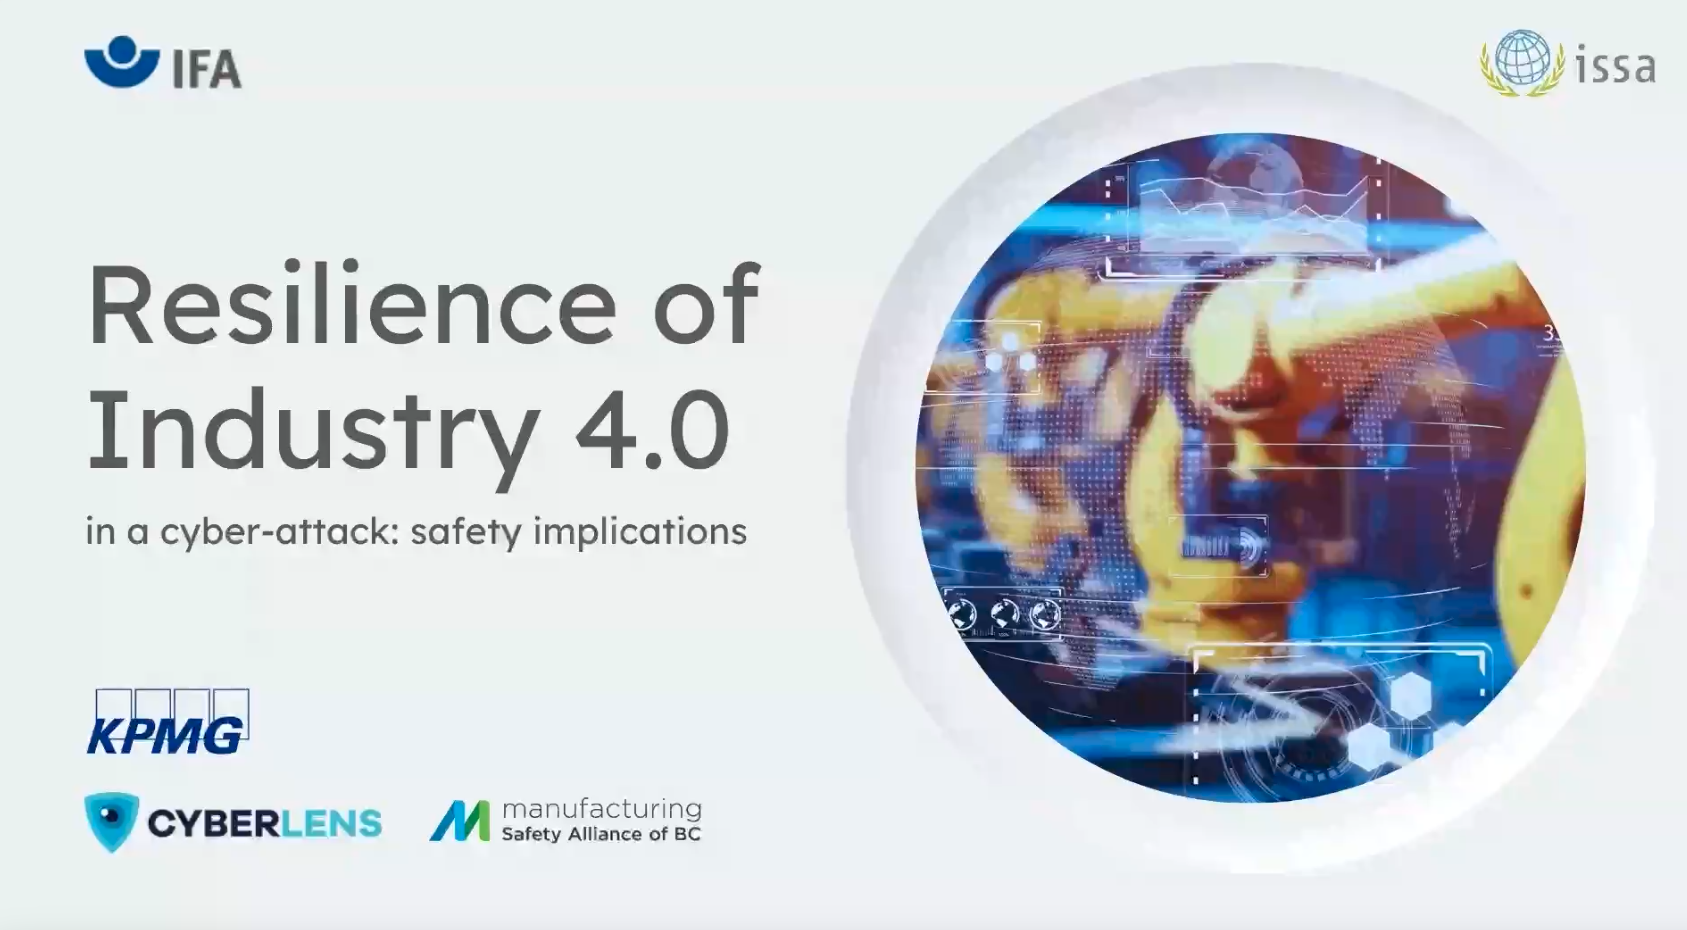 IFA
issa
Resilience of
Industry 4.0
in a cyber-attack: safety implications
KPMG
CYBERLENS
manufacturing
Safety Alliance of BC